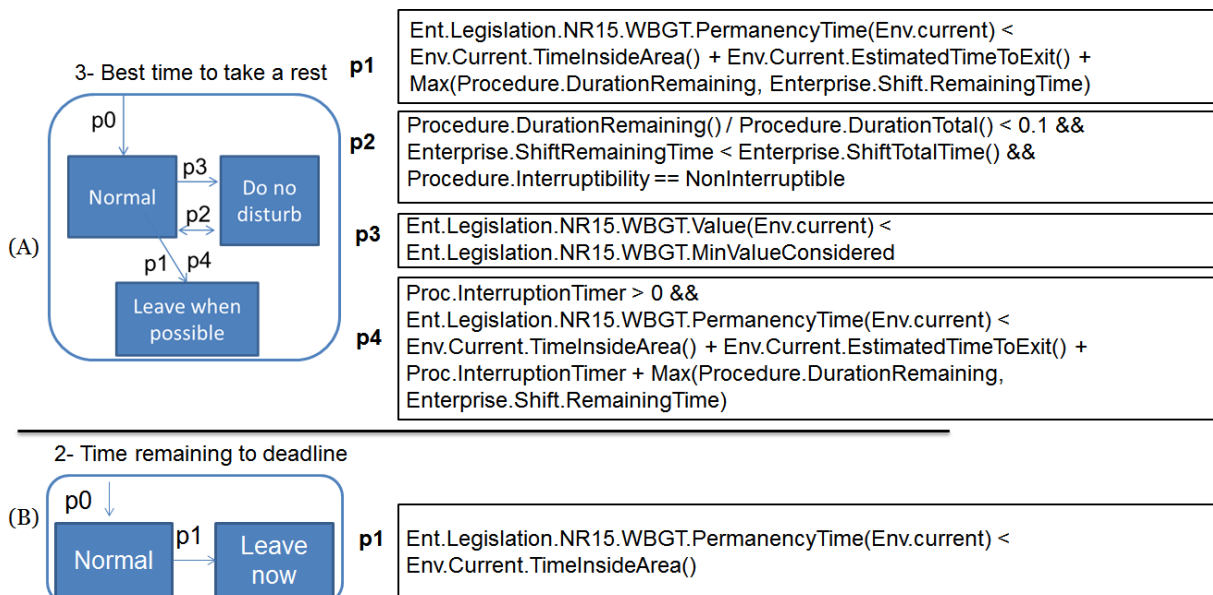 3- Best time to take a rest
(A)
p0
Normal
p3
p2
Do no
disturb
p1
p4
Leave when
possible
p1
Ent.Legislation.NR15.WBGT.PermanencyTime(Env.current) <
Env.Current.TimeInsideArea() + Env.Current.EstimatedTimeToExit() +
Max(Procedure.DurationRemaining, Enterprise.Shift.RemainingTime)
p2
Procedure.DurationRemaining() / Procedure.DurationTotal() < 0.1 &&
Enterprise.ShiftRemainingTime < Enterprise.ShiftTotalTime() &&
Procedure.Interruptibility == NonInterruptible
p3
Ent.Legislation.NR15.WBGT.Value(Env.current) <
Ent.Legislation.NR15.WBGT.MinValueConsidered
p4
Proc.InterruptionTimer > 0 &&
Ent.Legislation.NR15.WBGT.PermanencyTime(Env.current) <
Env.Current.TimeInsideArea() + Env.Current.EstimatedTimeToExit() +
Proc.InterruptionTimer + Max(Procedure.DurationRemaining,
Enterprise.Shift.RemainingTime)
2- Time remaining to deadline
(B)
p0
Normal
p1
Leave
now
p1
Ent.Legislation.NR15.WBGT.PermanencyTime(Env.current) <
Env.Current.TimeInsideArea()